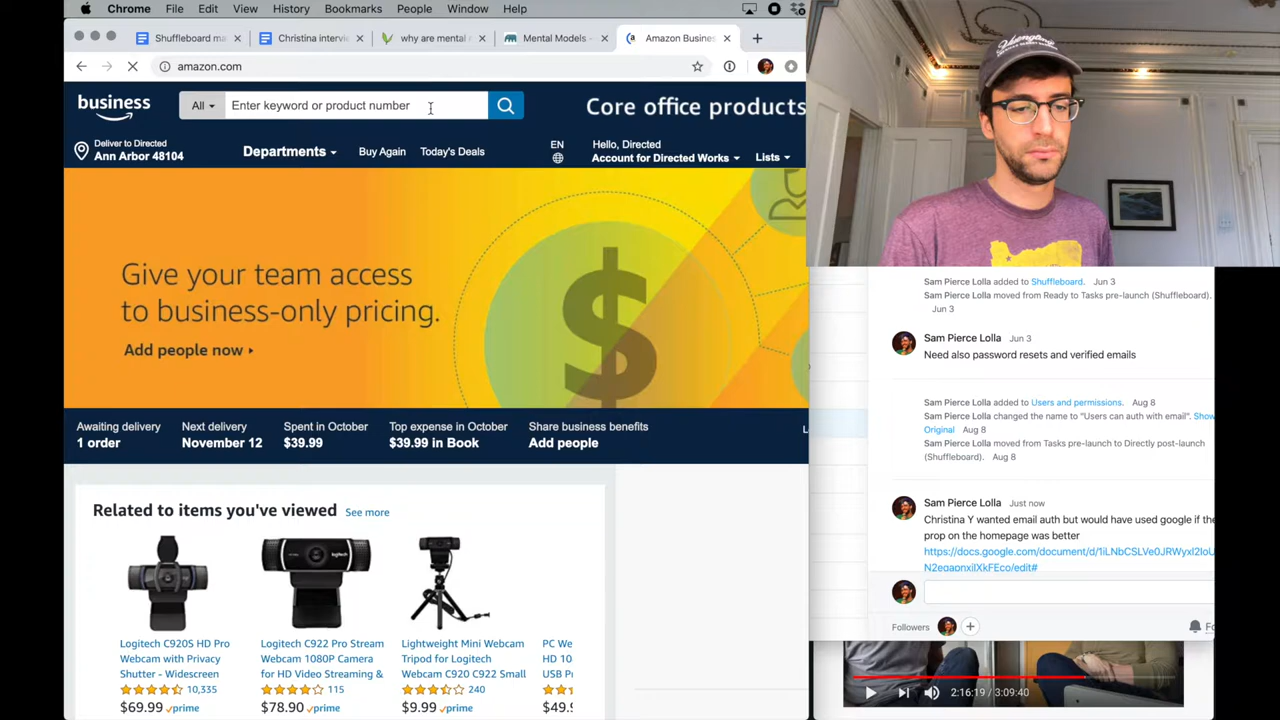 Chrome File Edit View History Bookmarks People Window Help
Shuffleboard ma
Christina intervie
why are mental
Mental Models -
Amazon Busines
amazon.com
business
All
Enter keyword or product number
Core office products
Deliver to Directed
Ann Arbor 48104
Departments
Buy Again
Today's Deals
EN
Hello, Directed
Account for Directed Works
Lists
Give your team access
to business-only pricing.
Add people now
$
Awaiting delivery
1 order
Next delivery
November 12
Spent in October
$39.99
Top expense in October
$39.99 in Book
Share business benefits
Add people
Related to items you've viewed See more
Logitech C920S HD Pro
Webcam with Privacy
Shutter - Widescreen
10,335
$69.99 prime
Logitech C922 Pro Stream
Webcam 1080P Camera
for HD Video Streaming &
115
$78.90 prime
Lightweight Mini Webcam
Tripod for Logitech
Webcam C920 C922 Small
240
$9.99 prime
PC We
HD 10
USB P
$49.
Sam Pierce Lolla added to Shuffleboard. Jun 3
Sam Pierce Lolla moved from Ready to Tasks pre-launch (Shuffleboard).
Jun 3
Sam Pierce Lolla Jun 3
Need also password resets and verified emails
Sam Pierce Lolla added to Users and permissions. Aug 8
Sam Pierce Lolla changed the name to "Users can auth with email". Show
Original Aug 8
Sam Pierce Lolla moved from Tasks pre-launch to Directly post-launch
(Shuffleboard). Aug 8
Sam Pierce Lolla Just now
Christina Y wanted email auth but would have used google if the
prop on the homepage was better
Followers
2:16:19 / 3:09:40